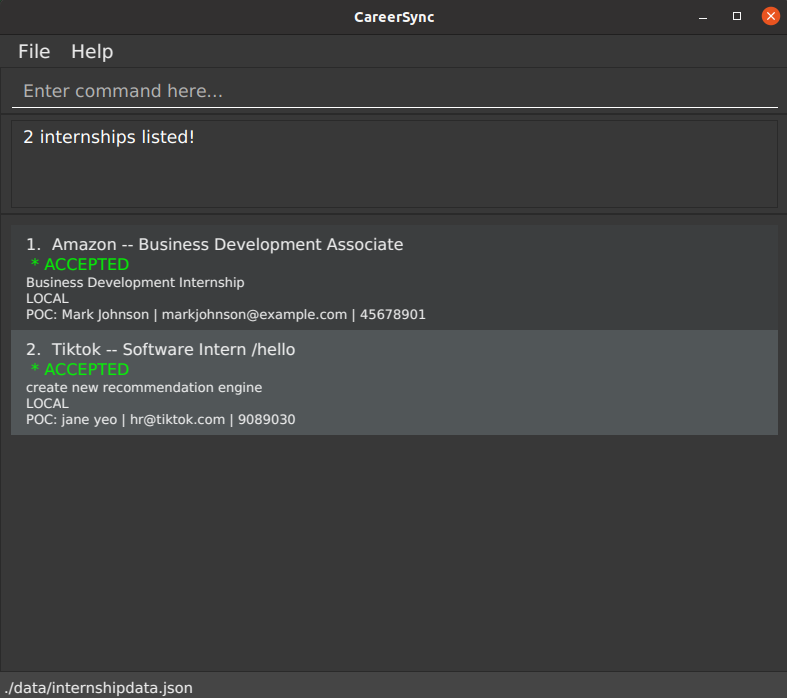 CareerSync
File Help
Enter command here...
2 internships listed!
1. Amazon -- Business Development Associate
* ACCEPTED
Business Development Internship
LOCAL
POC: Mark Johnson | markjohnson@example.com | 45678901
2. Tiktok -- Software Intern /hello
* ACCEPTED
create new recommendation engine
LOCAL
POC: jane yeo | hr@tiktok.com | 9089030
./data/internshipdata.json